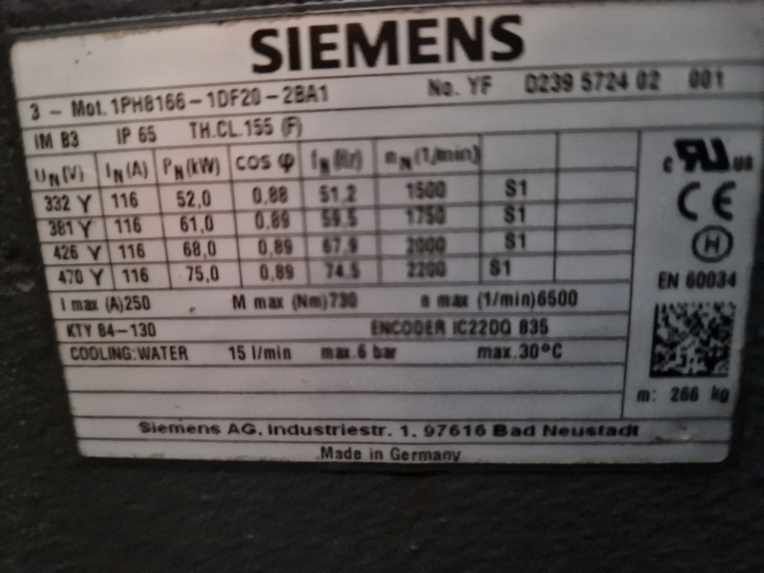 SIEMENS
3 - Mot. 1PH8166-1DF20-2BA1 No. YF D239 5724 02 001
IM B3 IP 65 TH.CL.155 (F)
UN(V) IN(A) PN(kW) cos φ fN(Hz) nN(1/min)
332 Y 116 52,0 0,88 51.2 1500 S1
381 Y 116 61,0 0,89 59.5 1750 S1
426 Y 116 68,0 0,89 67.9 2000 S1
470 Y 116 75,0 0,89 74.5 2200 S1
c RU us
CE
H
EN 60034
I max (A)250 M max (Nm)730 n max (1/min)6500
KTY 84-130 ENCODER IC22DQ 835
COOLING:WATER 15 l/min max.6 bar max.30°C
m: 266 kg
Siemens AG, Industriestr. 1, 97616 Bad Neustadt
Made in Germany